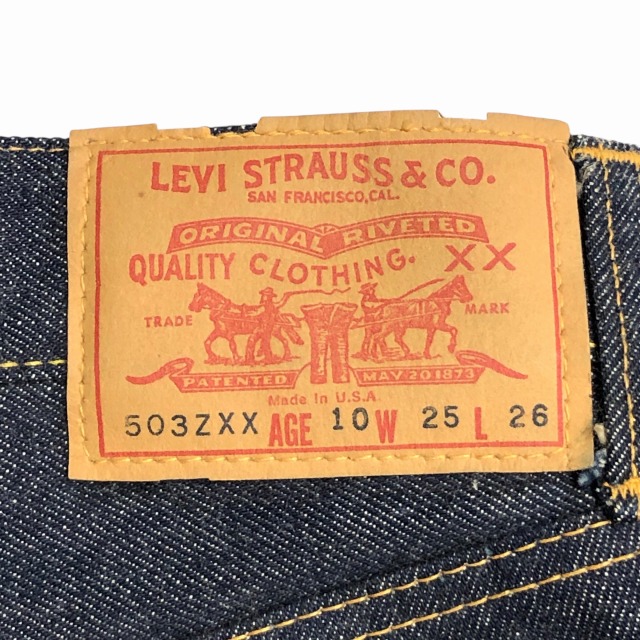 LEVI STRAUSS & CO.
SAN FRANCISCO, CAL.
ORIGINAL RIVETED
QUALITY CLOTHING. XX
TRADE MARK
PATENTED MAY 20 1873
Made in U.S.A.
503ZXX AGE 10 W 25 L 26